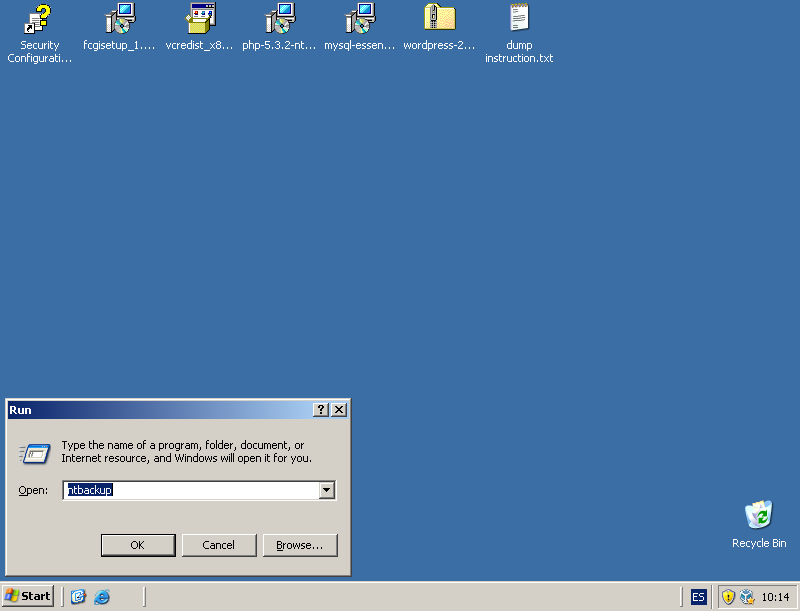 Security
Configurati...
fcgisetup_1....
vcredist_x8...
php-5.3.2-nt...
mysql-essen...
wordpress-2...
dump
instruction.txt
Run
Type the name of a program, folder, document, or
Internet resource, and Windows will open it for you.
Open:
ntbackup
OK
Cancel
Browse...
Recycle Bin
Start
ES
10:14